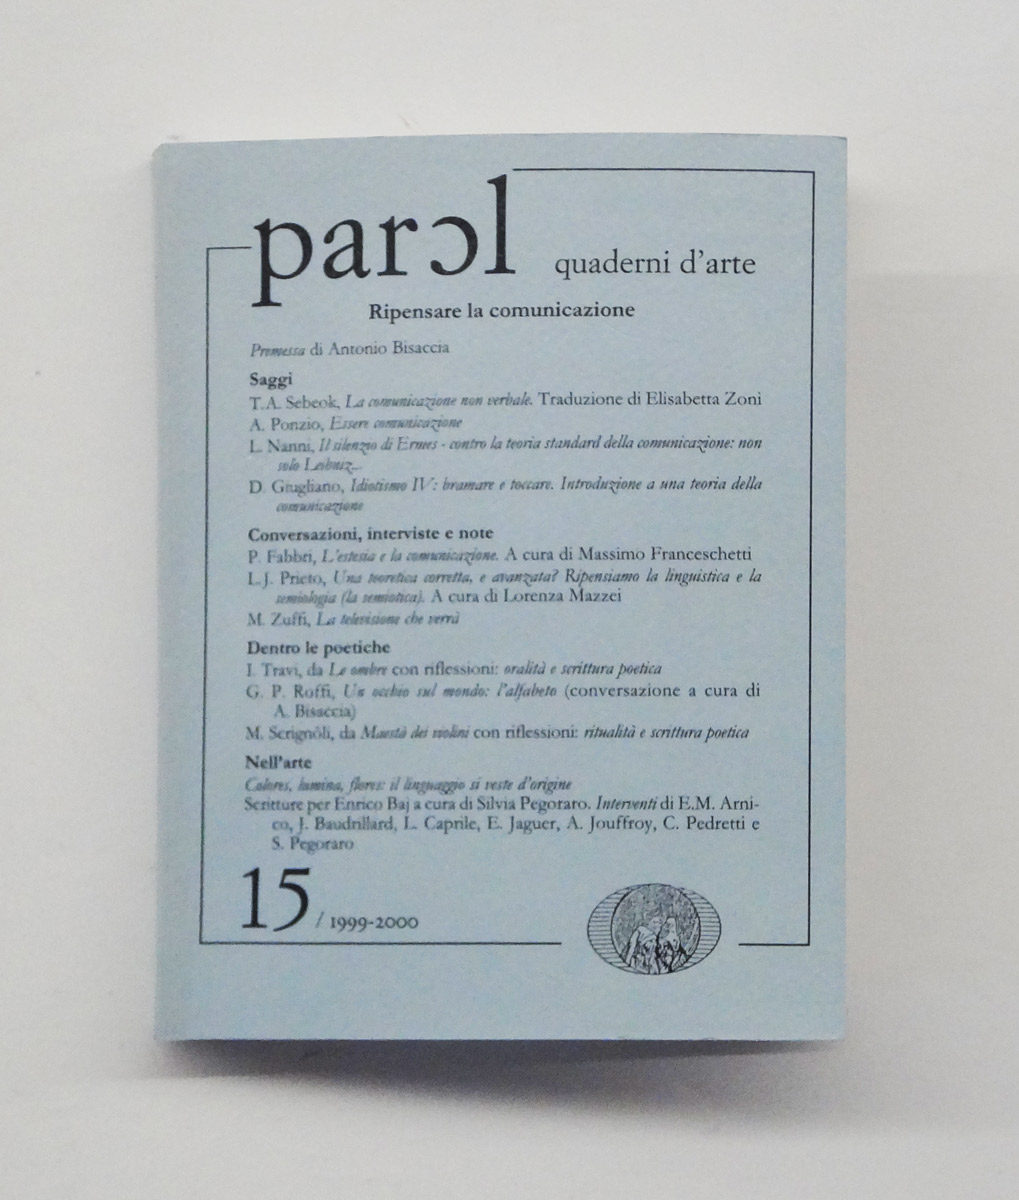 parɔl
quaderni d'arte
Ripensare la comunicazione
Premessa di Antonio Bisaccia
Saggi
T.A. Sebeok, La comunicazione non verbale. Traduzione di Elisabetta Zoni
A. Ponzio, Essere comunicazione
L. Nanni, Il silenzio di Ermes - contro la teoria standard della comunicazione: non
solo Leibniz...
D. Giugliano, Idiotismo IV: bramare e toccare. Introduzione a una teoria della
comunicazione
Conversazioni, interviste e note
P. Fabbri, L'estesia e la comunicazione. A cura di Massimo Franceschetti
L.J. Prieto, Una teoretica corretta, e avanzata? Ripensiamo la linguistica e la
semiologia (la semiotica). A cura di Lorenza Mazzei
M. Zuffi, La televisione che verrà
Dentro le poetiche
I. Travi, da Le ombre con riflessioni: oralità e scrittura poetica
G. P. Roffi, Un occhio sul mondo: l'alfabeto (conversazione a cura di
A. Bisaccia)
M. Scrignòli, da Maestà dei violini con riflessioni: ritualità e scrittura poetica
Nell'arte
Colores, lumina, flores: il linguaggio si veste d'origine
Scritture per Enrico Baj a cura di Silvia Pegoraro. Interventi di E.M. Arni-
co, J. Baudrillard, L. Caprile, E. Jaguer, A. Jouffroy, C. Pedretti e
S. Pegoraro
15 / 1999-2000